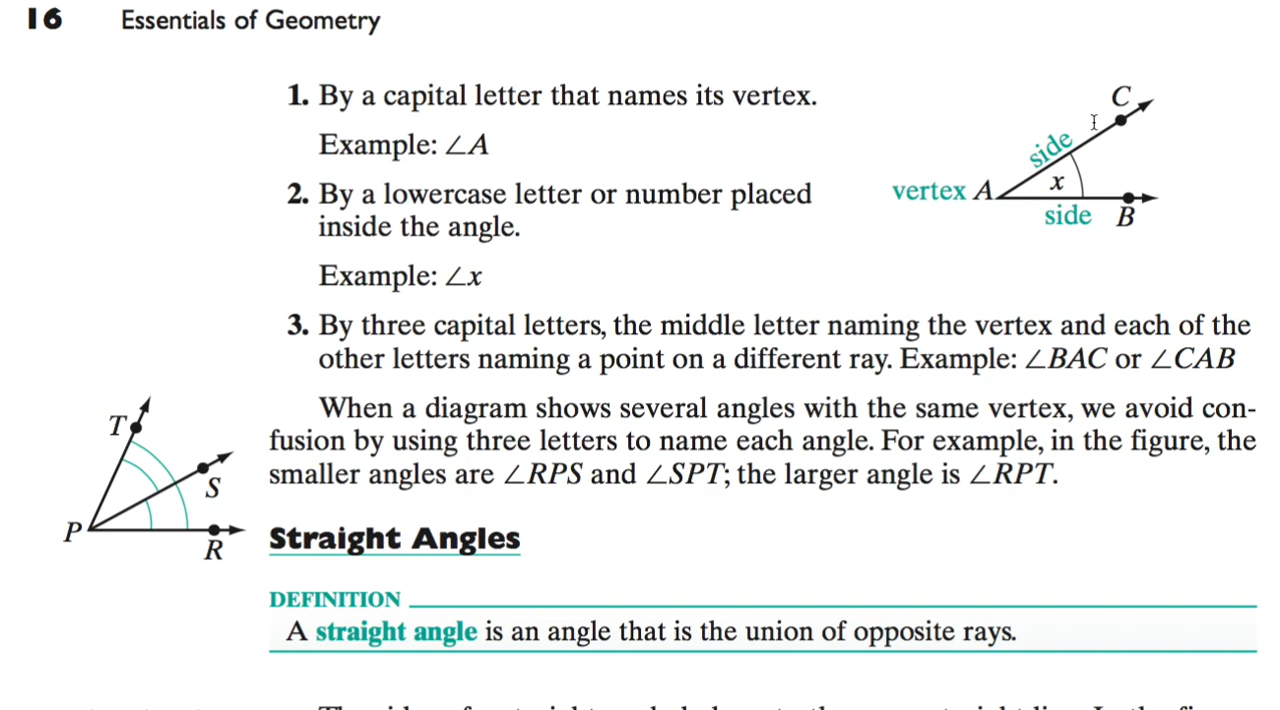 16 Essentials of Geometry
1. By a capital letter that names its vertex.
Example: ∠A
2. By a lowercase letter or number placed
inside the angle.
Example: ∠x
C
side
x
vertex A
side B
3. By three capital letters, the middle letter naming the vertex and each of the
other letters naming a point on a different ray. Example: ∠BAC or ∠CAB
When a diagram shows several angles with the same vertex, we avoid con-
fusion by using three letters to name each angle. For example, in the figure, the
smaller angles are ∠RPS and ∠SPT; the larger angle is ∠RPT.
T
S
P
R
Straight Angles
DEFINITION
A straight angle is an angle that is the union of opposite rays.